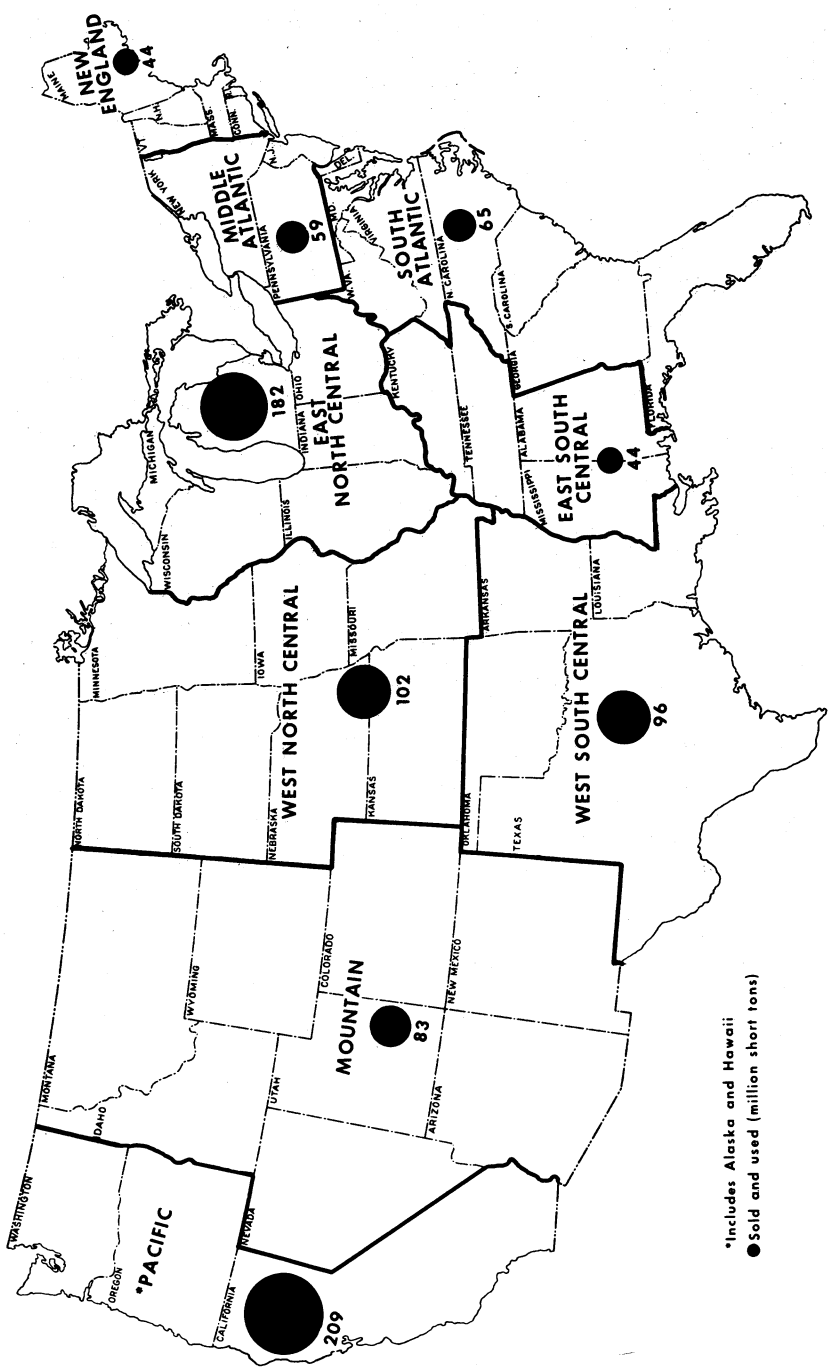 WASHINGTON
OREGON
*PACIFIC
CALIFORNIA
209
NEVADA
MONTANA
IDAHO
WYOMING
UTAH
COLORADO
MOUNTAIN
83
ARIZONA
NEW MEXICO
NORTH DAKOTA
SOUTH DAKOTA
NEBRASKA
KANSAS
MINNESOTA
IOWA
MISSOURI
WEST NORTH CENTRAL
102
OKLAHOMA
TEXAS
ARKANSAS
LOUISIANA
WEST SOUTH CENTRAL
96
WISCONSIN
MICHIGAN
ILLINOIS
INDIANA
OHIO
182
EAST
NORTH CENTRAL
KENTUCKY
TENNESSEE
MISSISSIPPI
ALABAMA
EAST SOUTH
CENTRAL
44
NEW YORK
PENNSYLVANIA
N.J.
MIDDLE
ATLANTIC
59
W.VA.
VIRGINIA
MD.
DEL.
N. CAROLINA
S. CAROLINA
GEORGIA
FLORIDA
SOUTH
ATLANTIC
65
MAINE
N.H.
VT.
MASS.
CONN.
R.I.
NEW
ENGLAND
44
*Includes Alaska and Hawaii
Sold and used (million short tons)